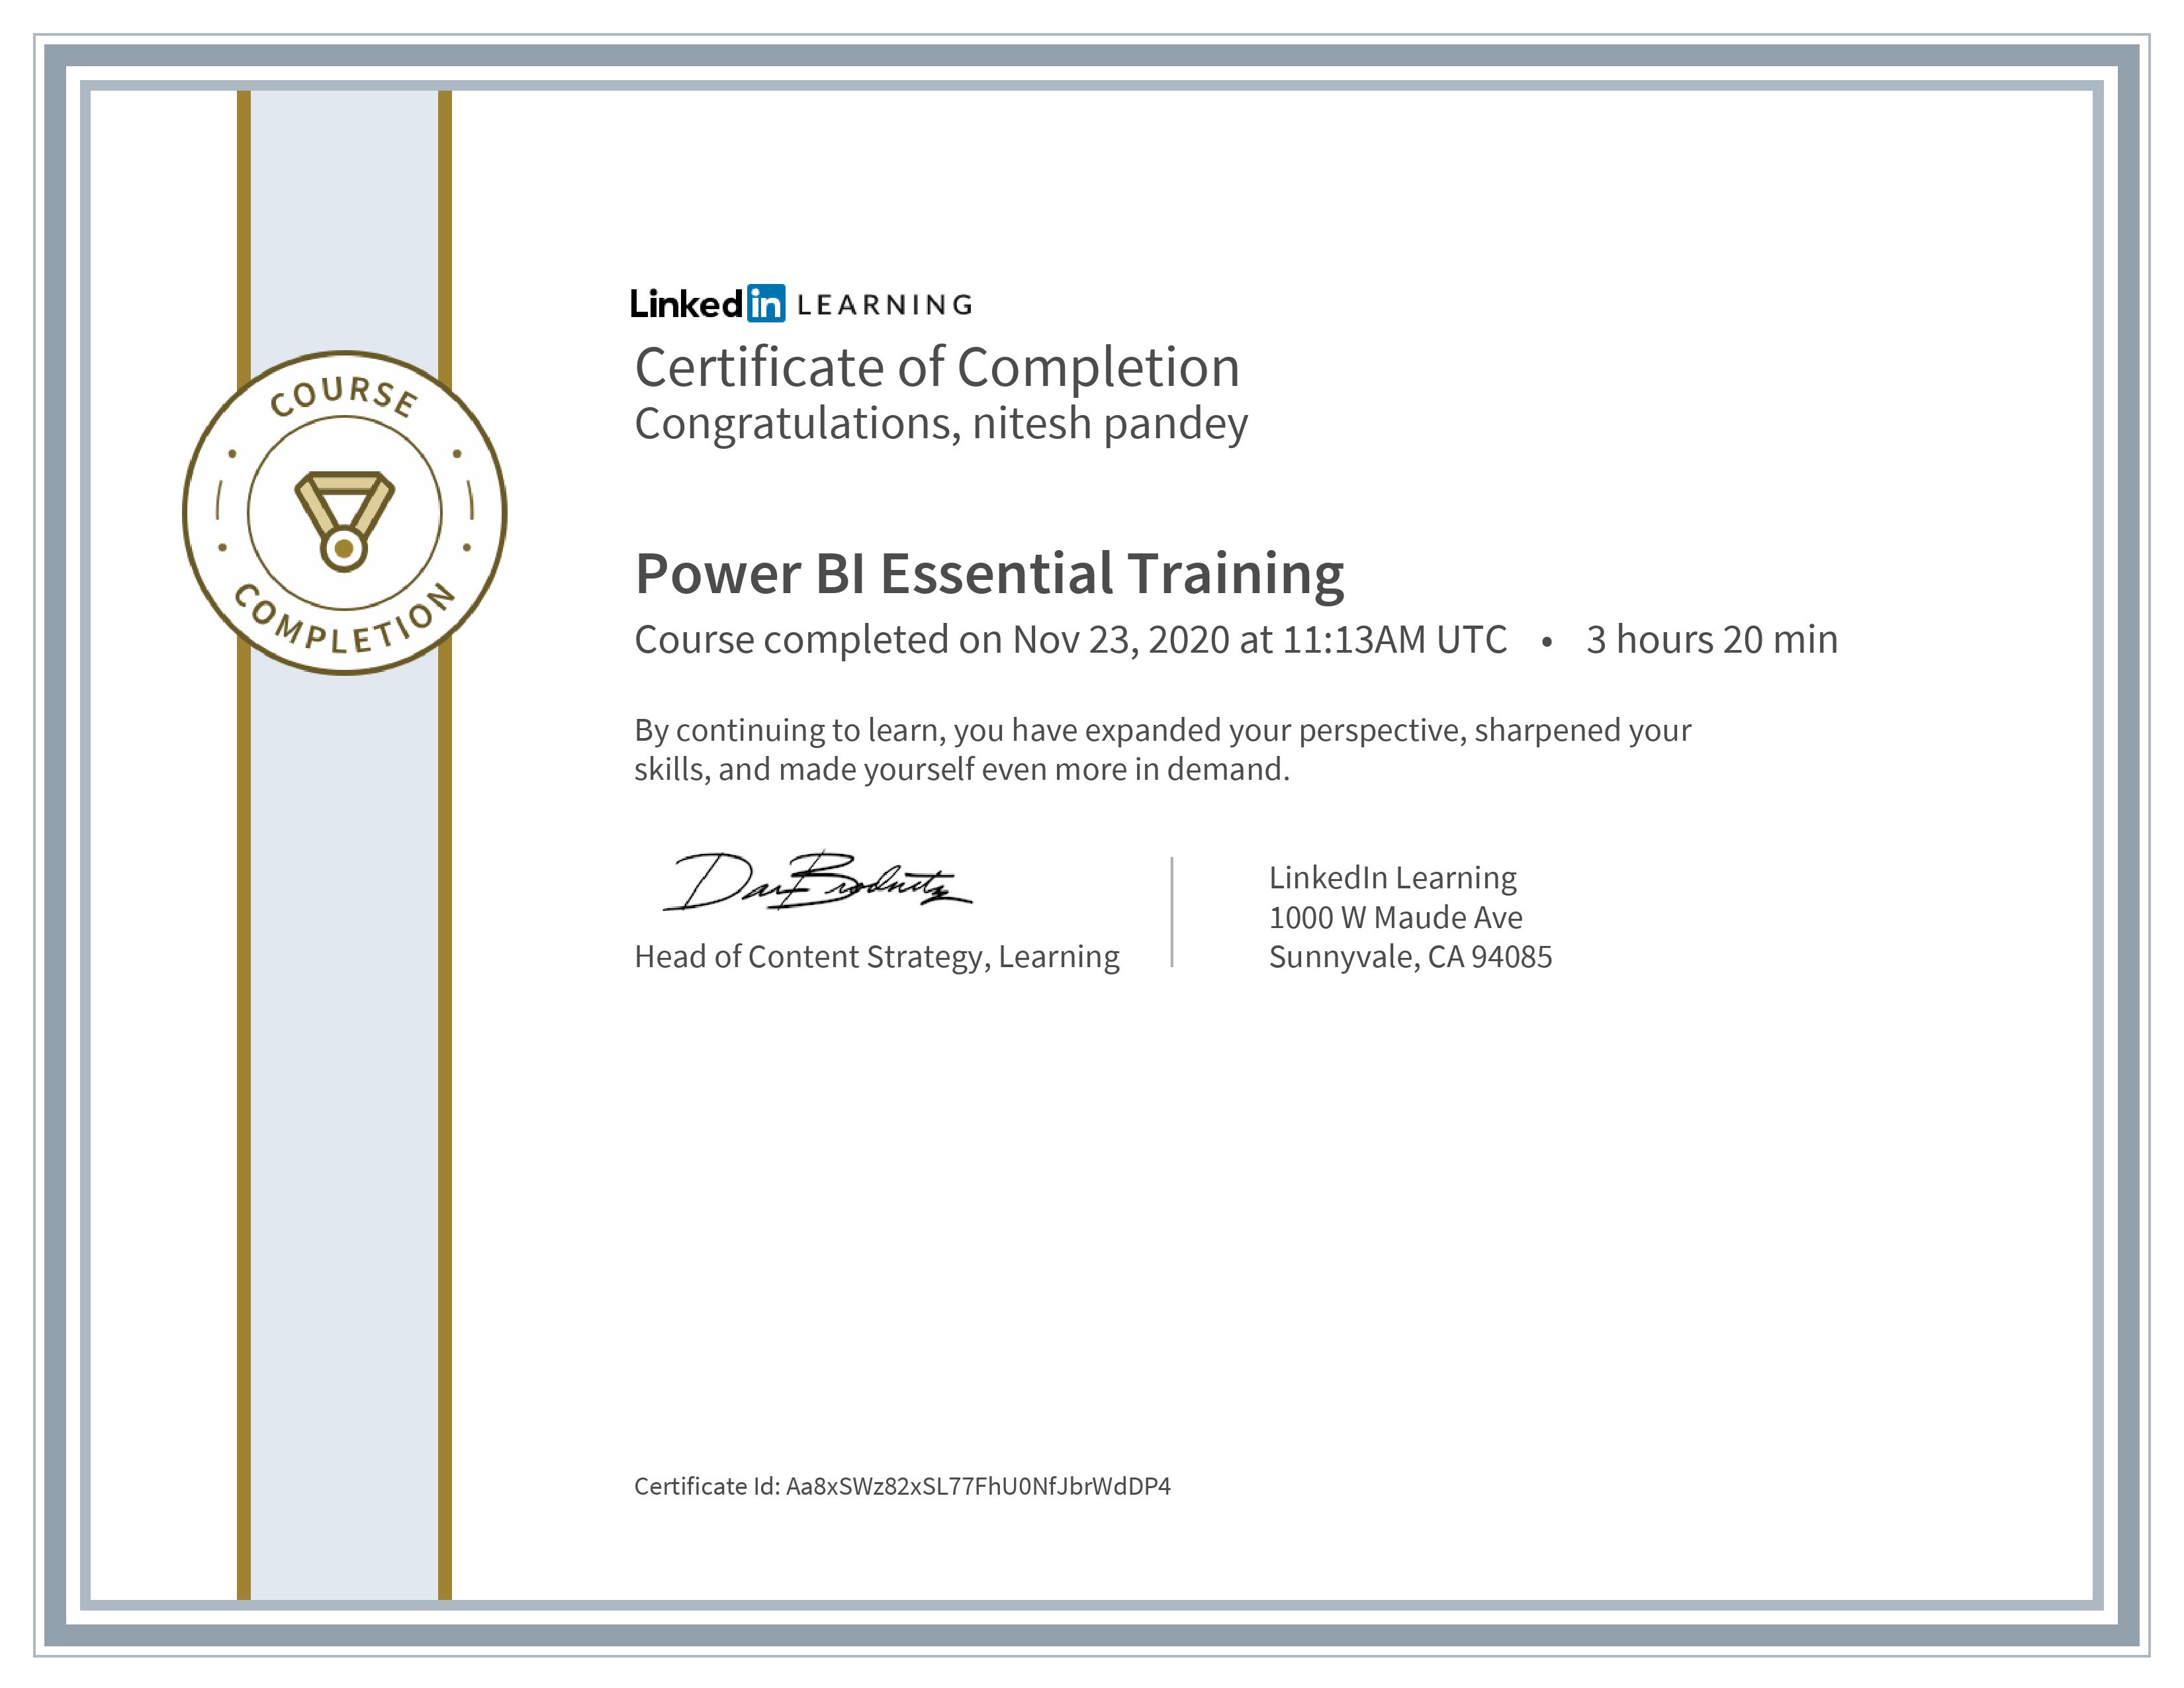 COURSE
COMPLETION
Linked in LEARNING
Certificate of Completion
Congratulations, nitesh pandey
Power BI Essential Training
Course completed on Nov 23, 2020 at 11:13AM UTC • 3 hours 20 min
By continuing to learn, you have expanded your perspective, sharpened your
skills, and made yourself even more in demand.
Dan Brodnitz
Head of Content Strategy, Learning
LinkedIn Learning
1000 W Maude Ave
Sunnyvale, CA 94085
Certificate Id: Aa8xSWz82xSL77FhU0NfJbrWdDP4